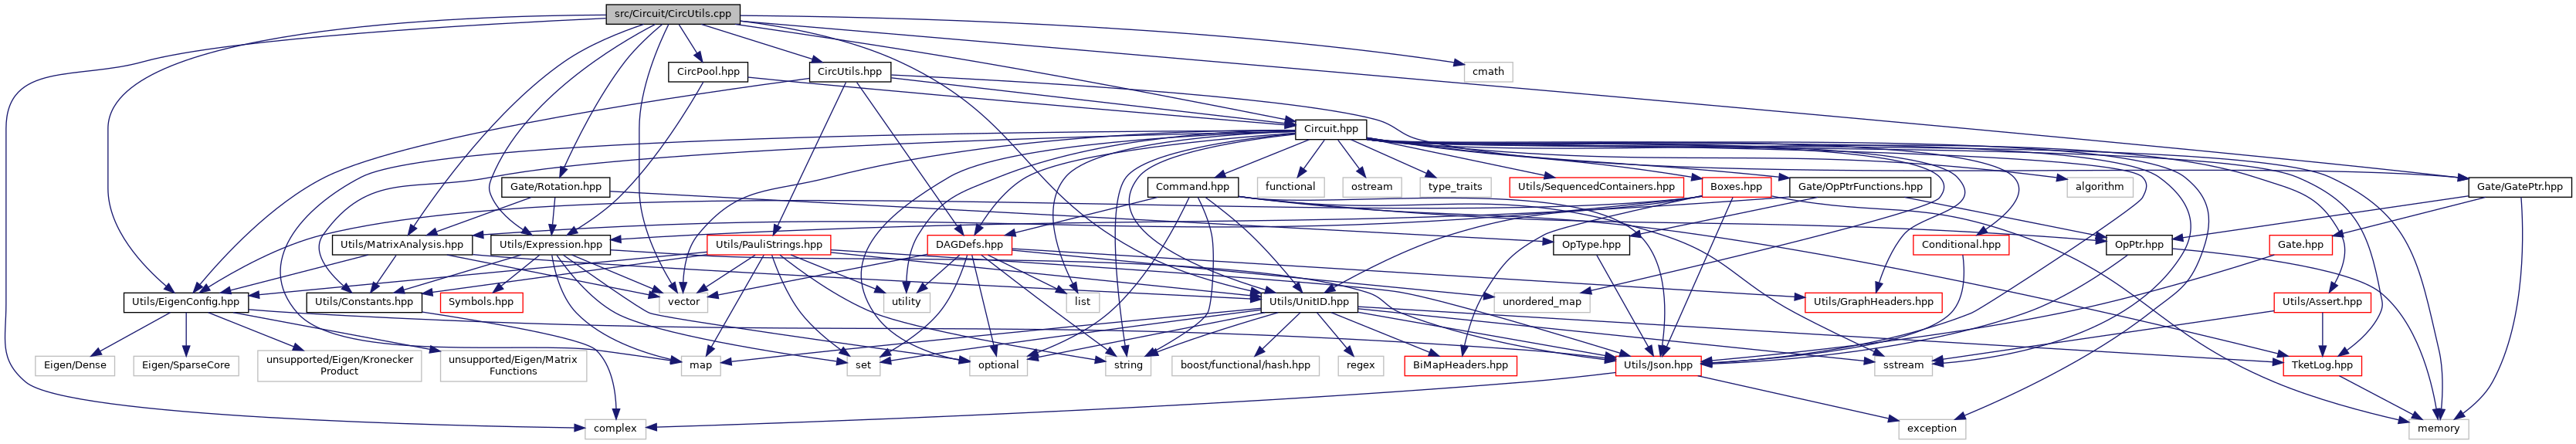 src/Circuit/CircUtils.cpp
CircPool.hpp
CircUtils.hpp
cmath
Circuit.hpp
Gate/Rotation.hpp
Command.hpp
functional
ostream
type_traits
Utils/SequencedContainers.hpp
Boxes.hpp
Gate/OpPtrFunctions.hpp
algorithm
Gate/GatePtr.hpp
Utils/MatrixAnalysis.hpp
Utils/Expression.hpp
Utils/PauliStrings.hpp
DAGDefs.hpp
OpType.hpp
Conditional.hpp
OpPtr.hpp
Gate.hpp
Utils/EigenConfig.hpp
Utils/Constants.hpp
Symbols.hpp
vector
utility
list
Utils/UnitID.hpp
unordered_map
Utils/GraphHeaders.hpp
Utils/Assert.hpp
Eigen/Dense
Eigen/SparseCore
unsupported/Eigen/Kronecker
Product
unsupported/Eigen/Matrix
Functions
map
set
optional
string
boost/functional/hash.hpp
regex
BiMapHeaders.hpp
Utils/Json.hpp
sstream
TketLog.hpp
complex
exception
memory